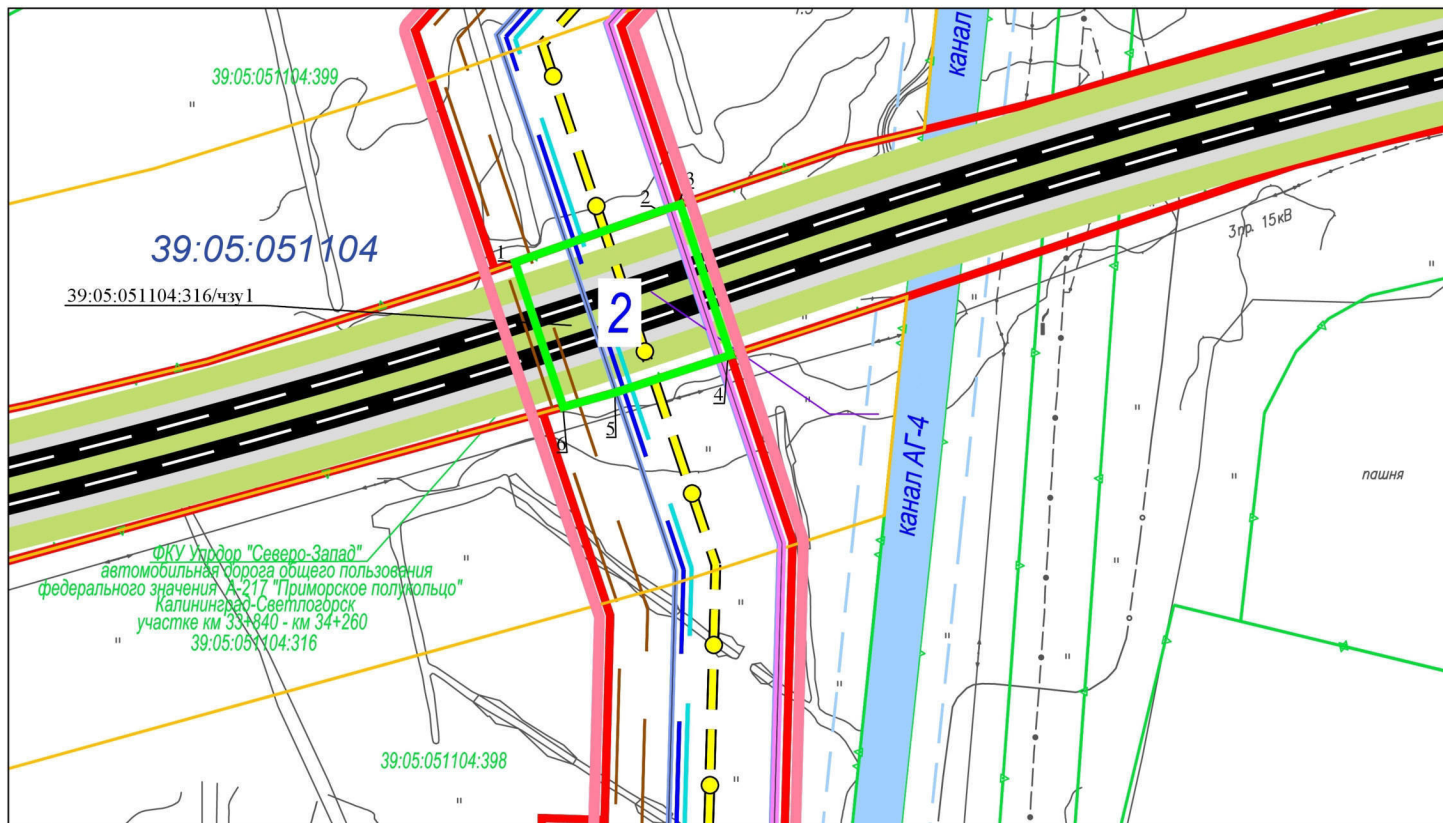 канал
39:05:051104:399
3
2
39:05:051104
3пр. 15кВ
1
39:05:051104:316/чзу1
2
4
5
6
канал АГ-4
пашня
ФКУ Упрдор "Северо-Запад"
автомобильная дорога общего пользования
федерального значения А-217 "Приморское полукольцо"
Калининград-Светлогорск
участке км 33+840 - км 34+260
39:05:051104:316
39:05:051104:398